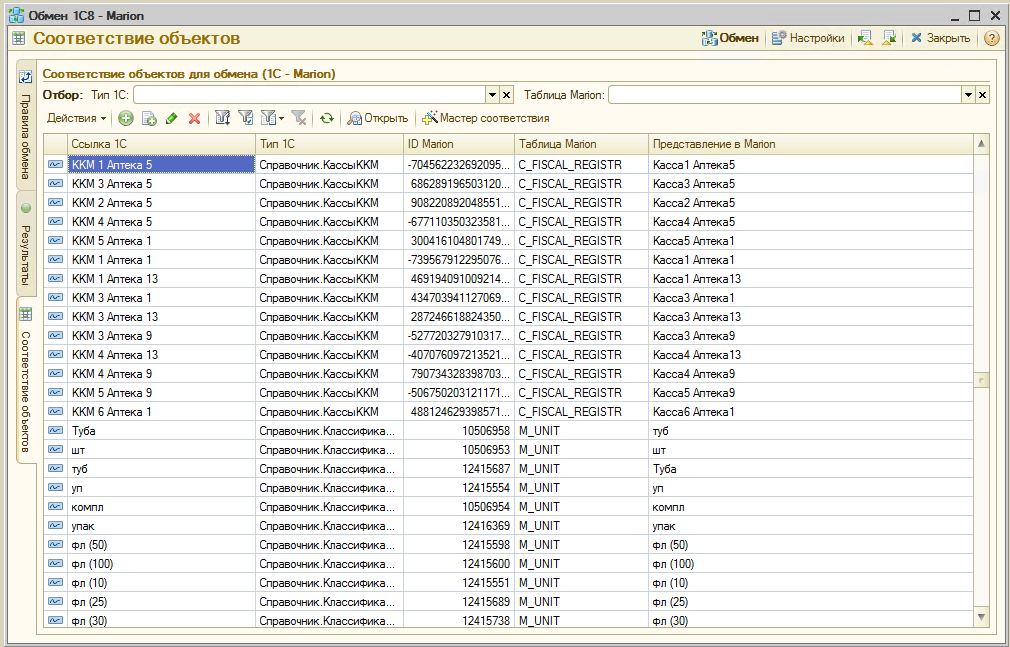 Обмен 1С8 - Marion
Соответствие объектов
Обмен Настройки Закрыть ?
Правила обмена
Результаты
Соответствие объектов
Соответствие объектов для обмена (1С - Marion)
Отбор: Тип 1С: Таблица Marion:
Действия Открыть Мастер соответствия
Ссылка 1С Тип 1С ID Marion Таблица Marion Представление в Marion
ККМ 1 Аптека 5 Справочник.КассыККМ -704562232692095... C_FISCAL_REGISTR Касса1 Аптека5
ККМ 3 Аптека 5 Справочник.КассыККМ 686289196503120... C_FISCAL_REGISTR Касса3 Аптека5
ККМ 2 Аптека 5 Справочник.КассыККМ 908220892048551... C_FISCAL_REGISTR Касса2 Аптека5
ККМ 4 Аптека 5 Справочник.КассыККМ -677110350323581... C_FISCAL_REGISTR Касса4 Аптека5
ККМ 5 Аптека 1 Справочник.КассыККМ 300416104801749... C_FISCAL_REGISTR Касса5 Аптека1
ККМ 1 Аптека 1 Справочник.КассыККМ -739567912295076... C_FISCAL_REGISTR Касса1 Аптека1
ККМ 1 Аптека 13 Справочник.КассыККМ 469194091009214... C_FISCAL_REGISTR Касса1 Аптека13
ККМ 3 Аптека 1 Справочник.КассыККМ 434703941127069... C_FISCAL_REGISTR Касса3 Аптека1
ККМ 3 Аптека 13 Справочник.КассыККМ 287246618824350... C_FISCAL_REGISTR Касса3 Аптека13
ККМ 3 Аптека 9 Справочник.КассыККМ -527720327910317... C_FISCAL_REGISTR Касса3 Аптека9
ККМ 4 Аптека 13 Справочник.КассыККМ -407076097213521... C_FISCAL_REGISTR Касса4 Аптека13
ККМ 4 Аптека 9 Справочник.КассыККМ 790734328398703... C_FISCAL_REGISTR Касса4 Аптека9
ККМ 5 Аптека 9 Справочник.КассыККМ -506750203121171... C_FISCAL_REGISTR Касса5 Аптека9
ККМ 6 Аптека 1 Справочник.КассыККМ 488124629398571... C_FISCAL_REGISTR Касса6 Аптека1
Туба Справочник.Классифика... 10506958 M_UNIT туб
шт Справочник.Классифика... 10506953 M_UNIT шт
туб Справочник.Классифика... 12415687 M_UNIT Туба
уп Справочник.Классифика... 12415554 M_UNIT уп
компл Справочник.Классифика... 10506954 M_UNIT компл
упак Справочник.Классифика... 12416369 M_UNIT упак
фл (50) Справочник.Классифика... 12415598 M_UNIT фл (50)
фл (100) Справочник.Классифика... 12415600 M_UNIT фл (100)
фл (10) Справочник.Классифика... 12415551 M_UNIT фл (10)
фл (25) Справочник.Классифика... 12415689 M_UNIT фл (25)
фл (30) Справочник.Классифика... 12415738 M_UNIT фл (30)